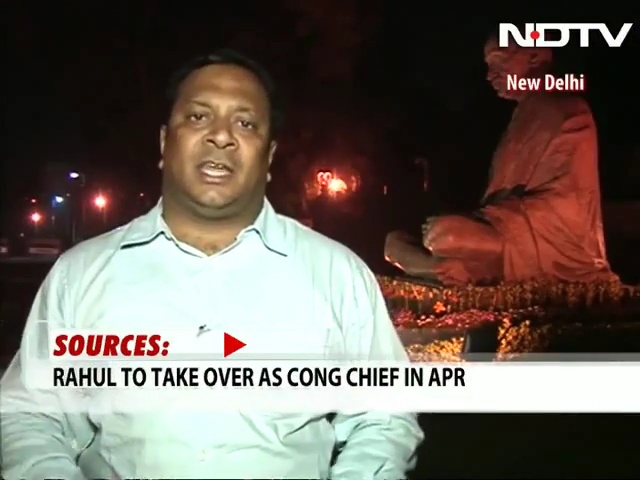 NDTV
New Delhi
SOURCES:
RAHUL TO TAKE OVER AS CONG CHIEF IN APR